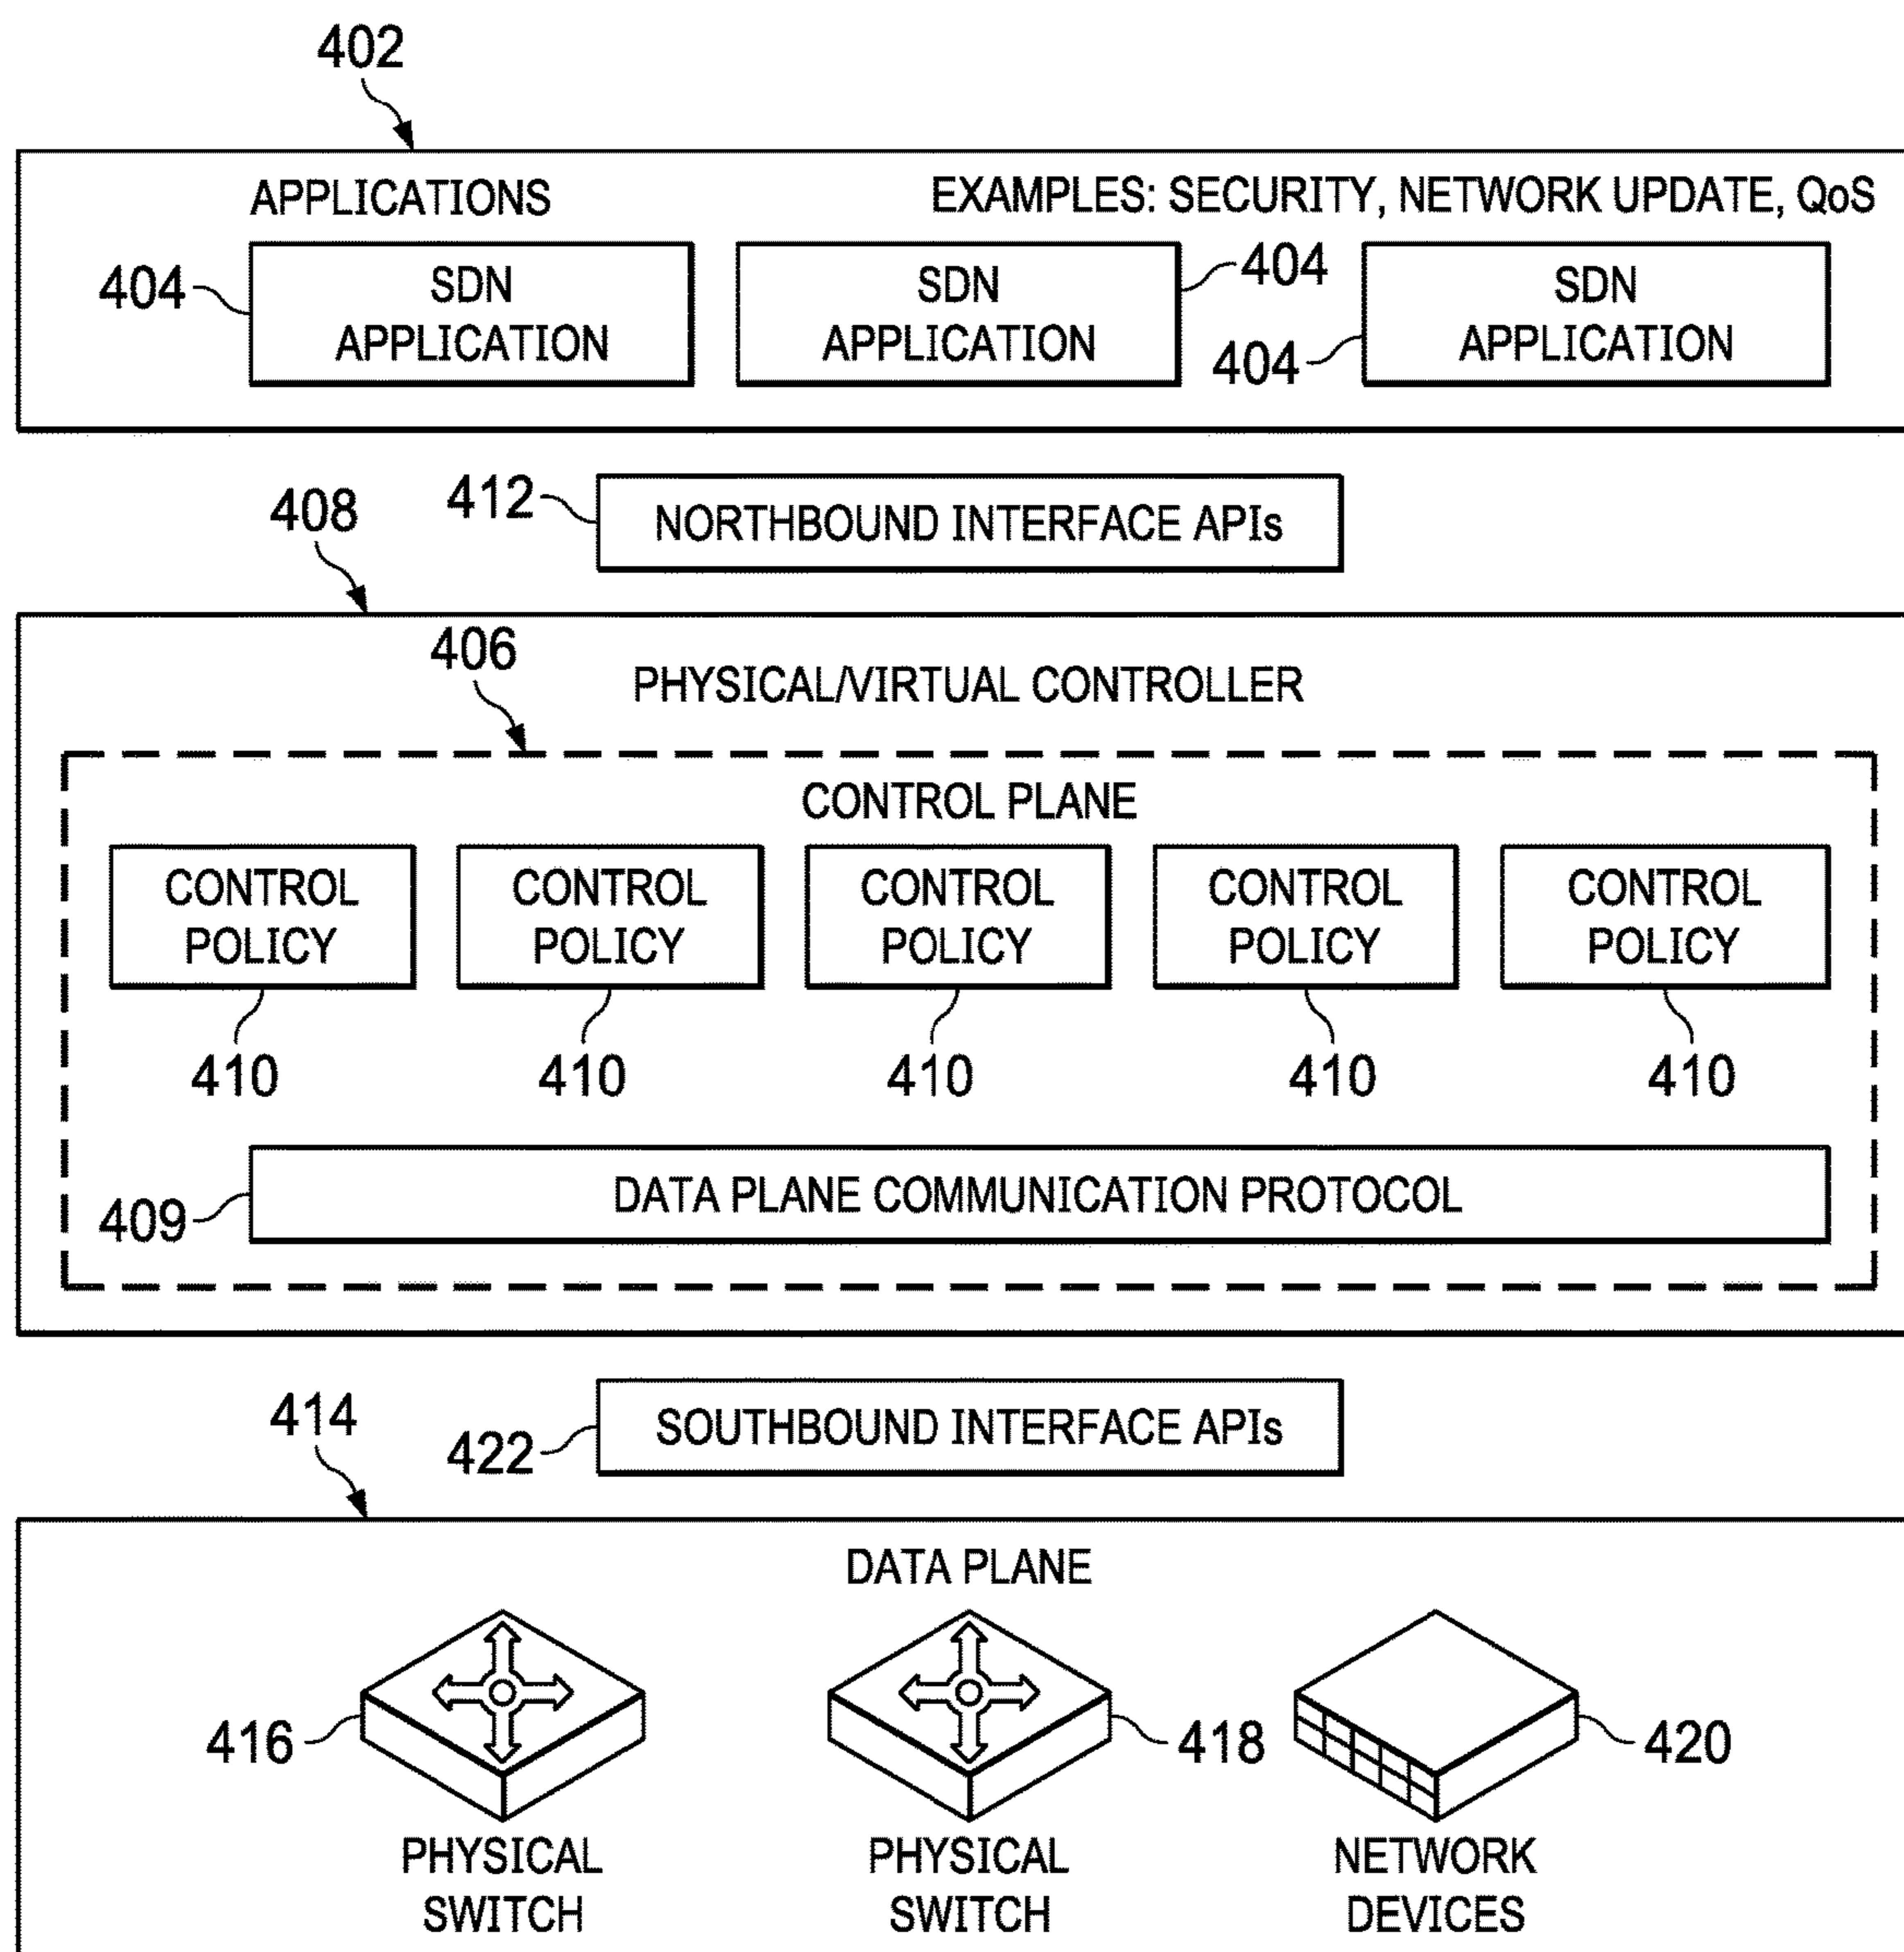 402
APPLICATIONS EXAMPLES: SECURITY, NETWORK UPDATE, QoS
404 SDN APPLICATION
SDN APPLICATION 404
404 SDN APPLICATION
412 NORTHBOUND INTERFACE APIs
408
406
PHYSICAL/VIRTUAL CONTROLLER
CONTROL PLANE
CONTROL CONTROL CONTROL CONTROL CONTROL
POLICY POLICY POLICY POLICY POLICY
410 410 410 410 410
DATA PLANE COMMUNICATION PROTOCOL
409
414
SOUTHBOUND INTERFACE APIs
422
DATA PLANE
416 418 420
PHYSICAL PHYSICAL NETWORK
SWITCH SWITCH DEVICES